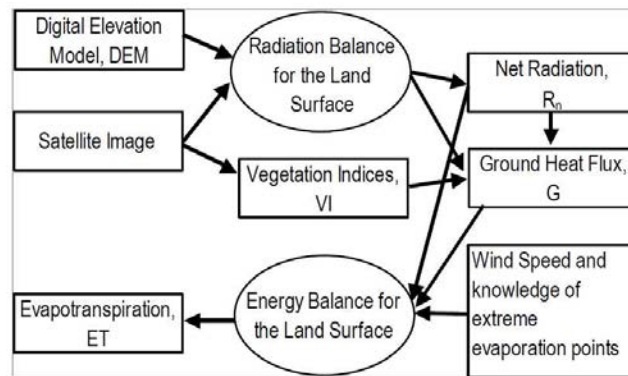 Digital Elevation
Model, DEM
Radiation Balance
for the Land
Surface
Net Radiation,
Rn
Satellite Image
Vegetation Indices,
VI
Ground Heat Flux,
G
Evapotranspiration,
ET
Energy Balance for
the Land Surface
Wind Speed and
knowledge of
extreme
evaporation points